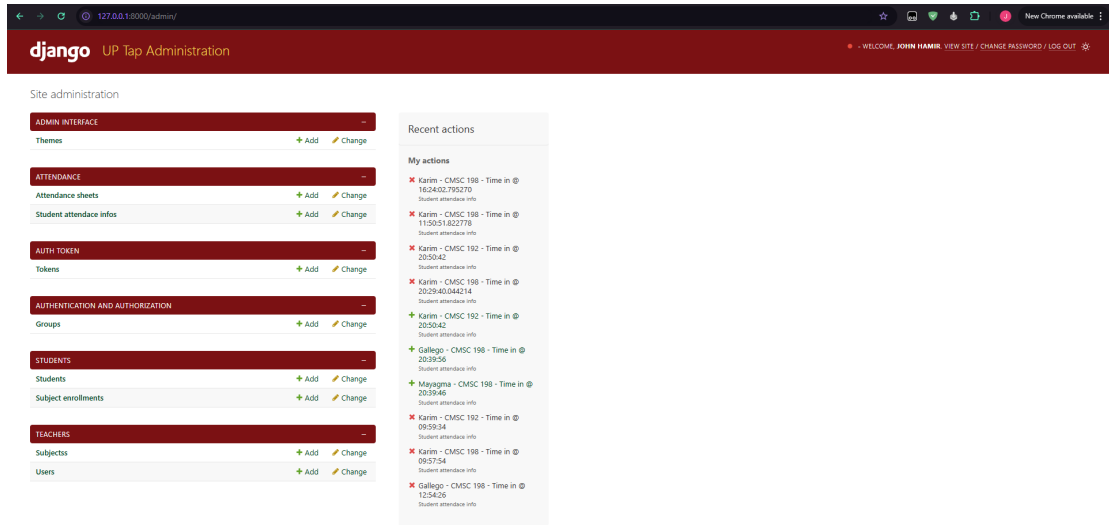 127.0.0.1:8000/admin/
New Chrome available
django UP Tap Administration
- WELCOME, JOHN HAMIR. VIEW SITE / CHANGE PASSWORD / LOG OUT
Site administration
ADMIN INTERFACE –
Themes + Add Change
ATTENDANCE –
Attendance sheets + Add Change
Student attendace infos + Add Change
AUTH TOKEN –
Tokens + Add Change
AUTHENTICATION AND AUTHORIZATION –
Groups + Add Change
STUDENTS –
Students + Add Change
Subject enrollments + Add Change
TEACHERS –
Subjectss + Add Change
Users + Add Change
Recent actions
My actions
Karim - CMSC 198 - Time in @
16:24:02.795270
Student attendace info
Karim - CMSC 198 - Time in @
11:50:51.822778
Student attendace info
Karim - CMSC 192 - Time in @
20:50:42
Student attendace info
Karim - CMSC 198 - Time in @
20:29:40.044214
Student attendace info
Karim - CMSC 192 - Time in @
20:50:42
Student attendace info
Gallego - CMSC 198 - Time in @
20:39:56
Student attendace info
Mayagma - CMSC 198 - Time in @
20:39:46
Student attendace info
Karim - CMSC 192 - Time in @
09:59:34
Student attendace info
Karim - CMSC 198 - Time in @
09:57:54
Student attendace info
Gallego - CMSC 198 - Time in @
12:54:26
Student attendace info